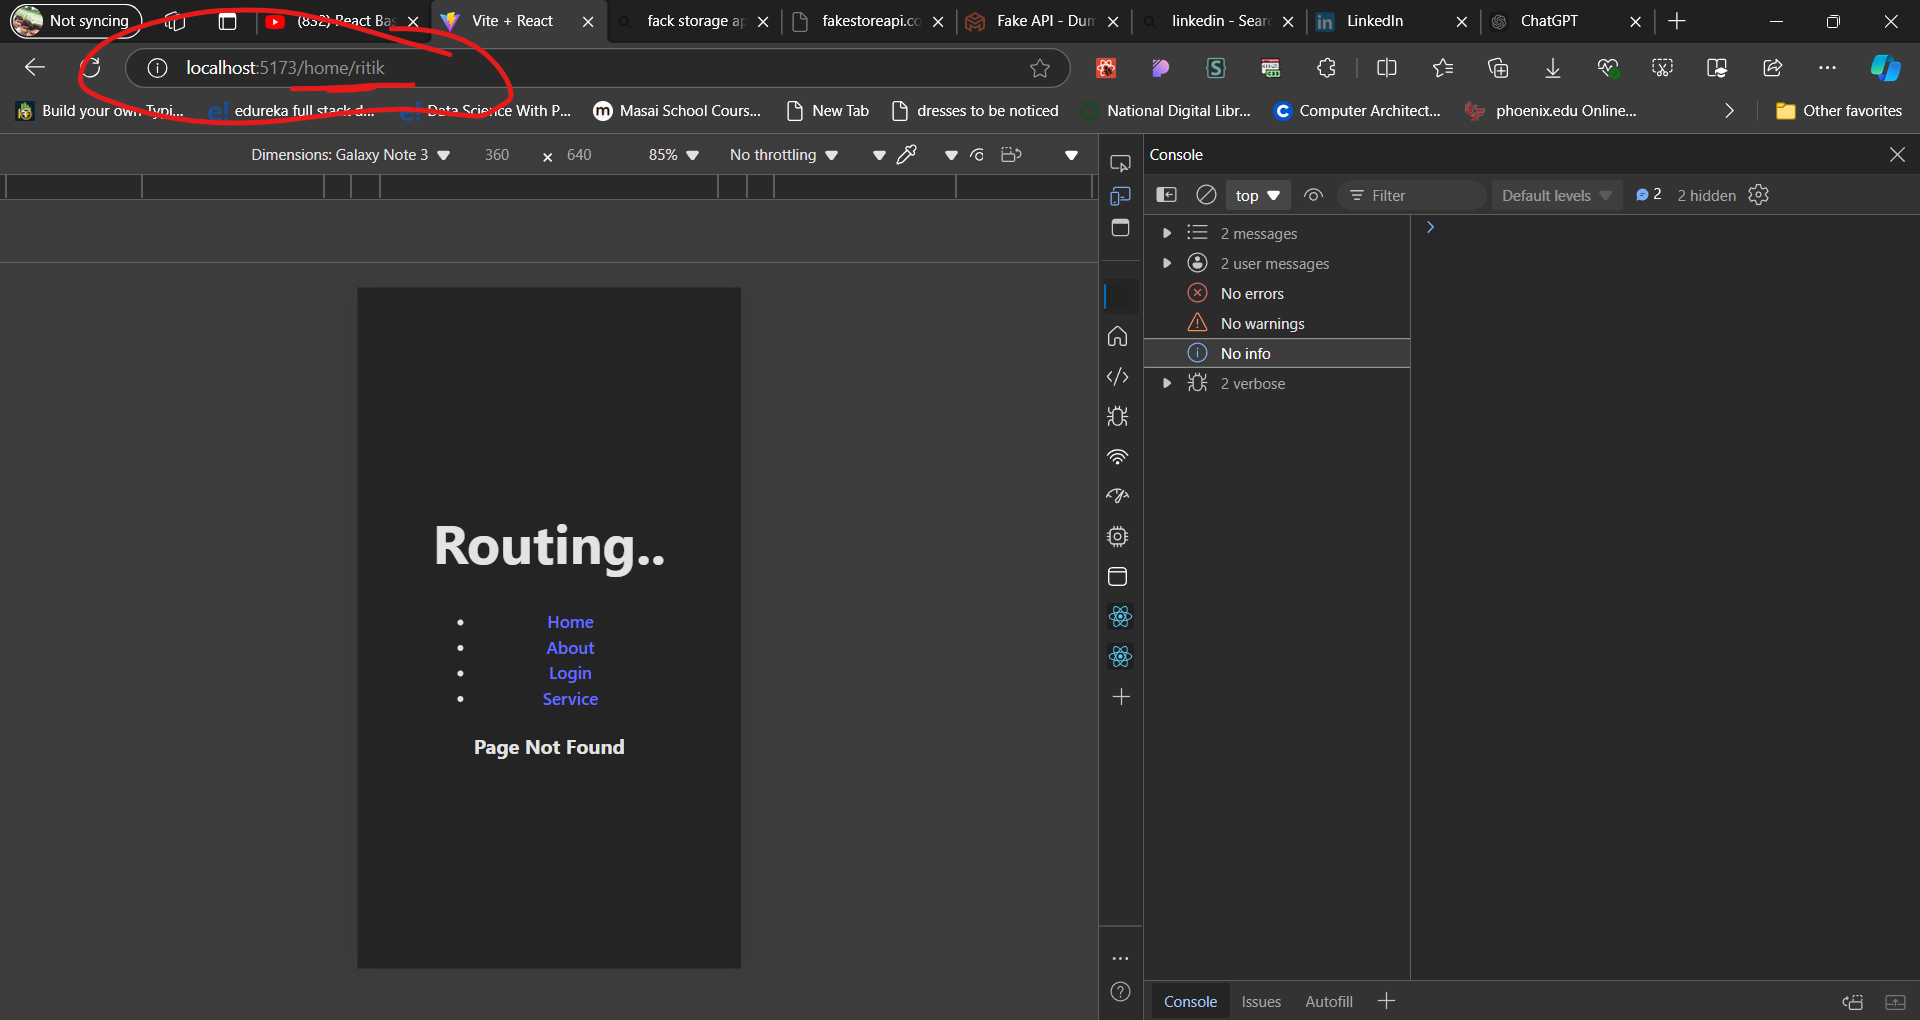 Not syncing
(832) React Bas
Vite + React
fack storage ap
fakestoreapi.co
Fake API - Dum
linkedin - Searc
LinkedIn
ChatGPT
localhost:5173/home/ritik
Build your own Typi...
edureka full stack d...
Data Science With P...
Masai School Cours...
New Tab
dresses to be noticed
National Digital Libr...
Computer Architect...
phoenix.edu Online...
Other favorites
Dimensions: Galaxy Note 3 360 x 640 85% No throttling
Console
top Filter Default levels 2 2 hidden
2 messages
2 user messages
No errors
No warnings
No info
2 verbose
Routing..
Home
About
Login
Service
Page Not Found
Console Issues Autofill